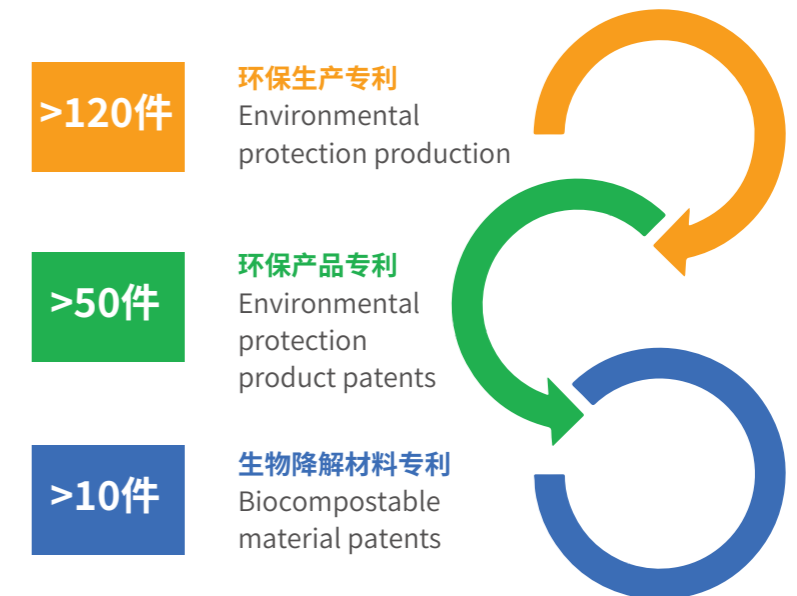 >120件
环保生产专利
Environmental
protection production
>50件
环保产品专利
Environmental
protection
product patents
>10件
生物降解材料专利
Biocompostable
material patents